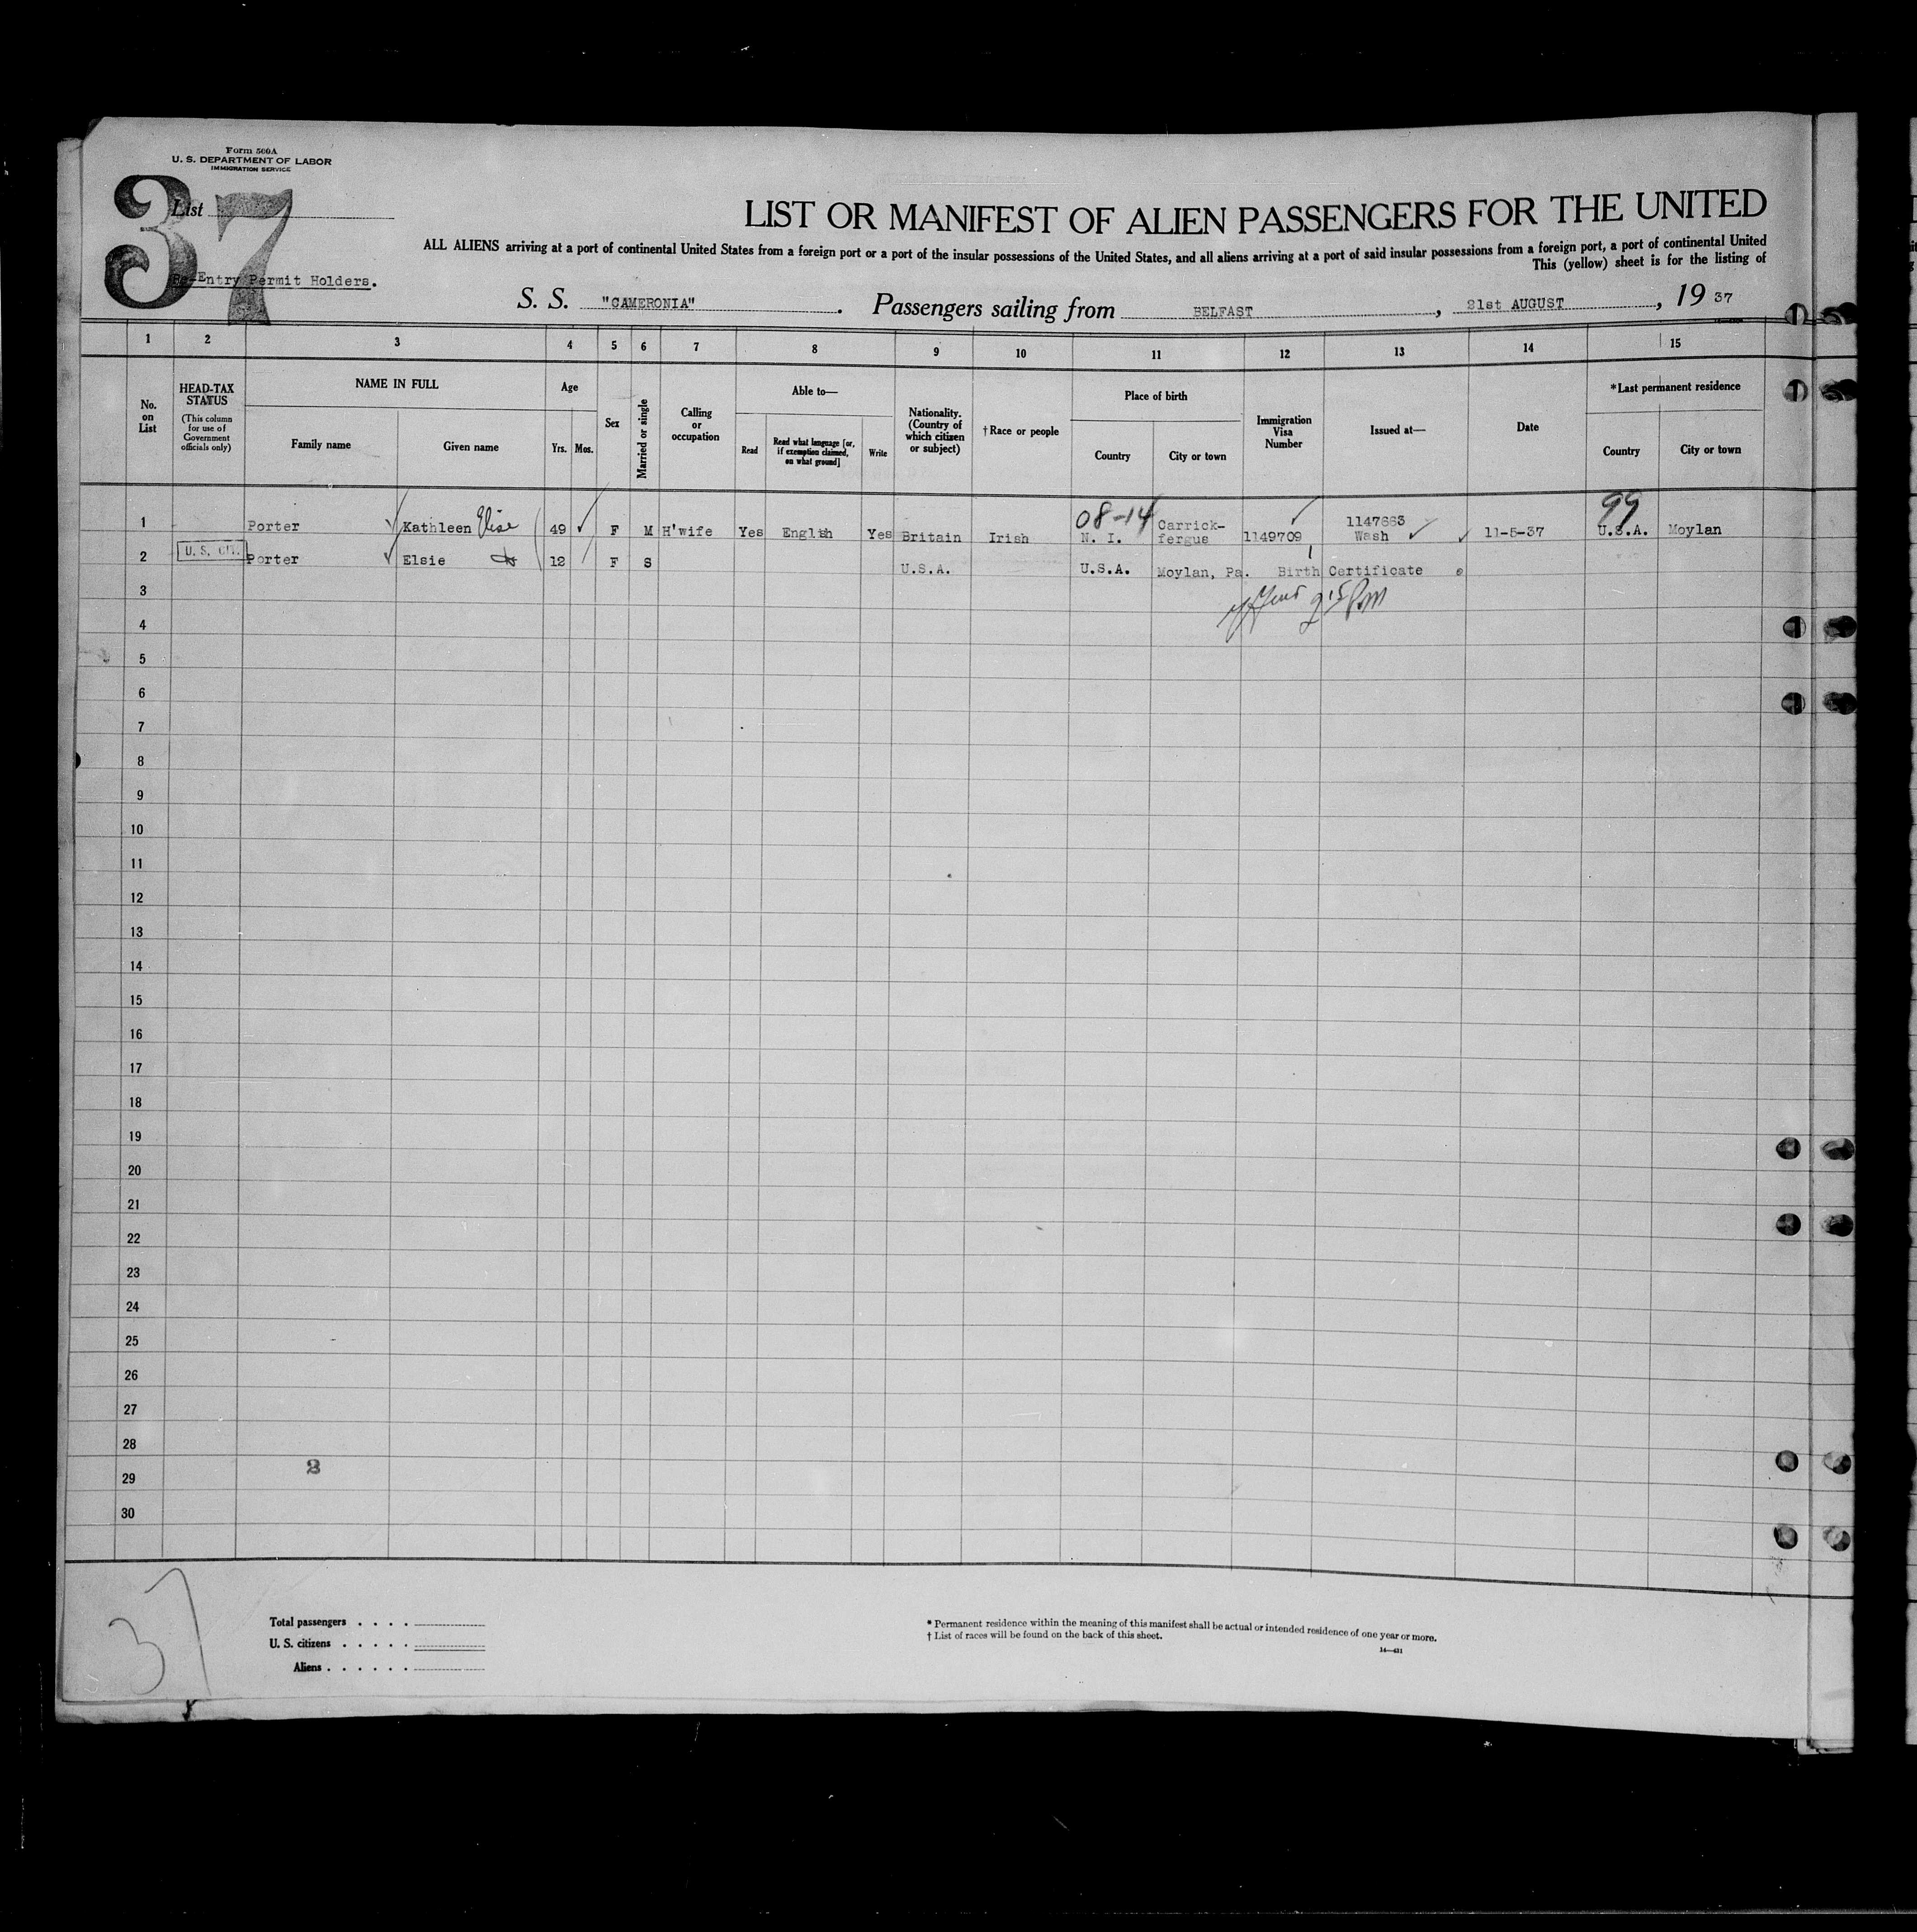 Form 500A
U. S. DEPARTMENT OF LABOR
IMMIGRATION SERVICE
37
List
Re-Entry Permit Holders.
LIST OR MANIFEST OF ALIEN PASSENGERS FOR THE UNITED
ALL ALIENS arriving at a port of continental United States from a foreign port or a port of the insular possessions of the United States, and all aliens arriving at a port of said insular possessions from a foreign port, a port of continental United
This (yellow) sheet is for the listing of
S. S. "CAMERONIA". Passengers sailing from BELFAST, 21st AUGUST, 19 37
1 2 3 4 5 6 7 8 9 10 11 12 13 14 15
No. on List
HEAD-TAX STATUS
(This column for use of Government officials only)
NAME IN FULL
Family name
Given name
Age
Yrs. Mos.
Sex
Married or single
Calling or occupation
Able to—
Read
Read what language [or, if exemption claimed, on what ground]
Write
Nationality. (Country of which citizen or subject)
†Race or people
Place of birth
Country
City or town
Immigration Visa Number
Issued at—
Date
*Last permanent residence
Country
City or town
1 Porter Kathleen Elise 49 F M H'wife Yes English Yes Britain Irish 08-14 N. I. Carrick-fergus 1149709 1147663 Wash 11-5-37 99 U.S.A. Moylan
2 U. S. CIT. Porter Elsie 12 F S U.S.A. U.S.A. Moylan, Pa. Birth Certificate
3
4
5
6
7
8
9
10
11
12
13
14
15
16
17
18
19
20
21
22
23
24
25
26
27
28
29
30
2
37
Total passengers . . . .
U. S. citizens . . . . .
Aliens . . . . . .
* Permanent residence within the meaning of this manifest shall be actual or intended residence of one year or more.
† List of races will be found on the back of this sheet.